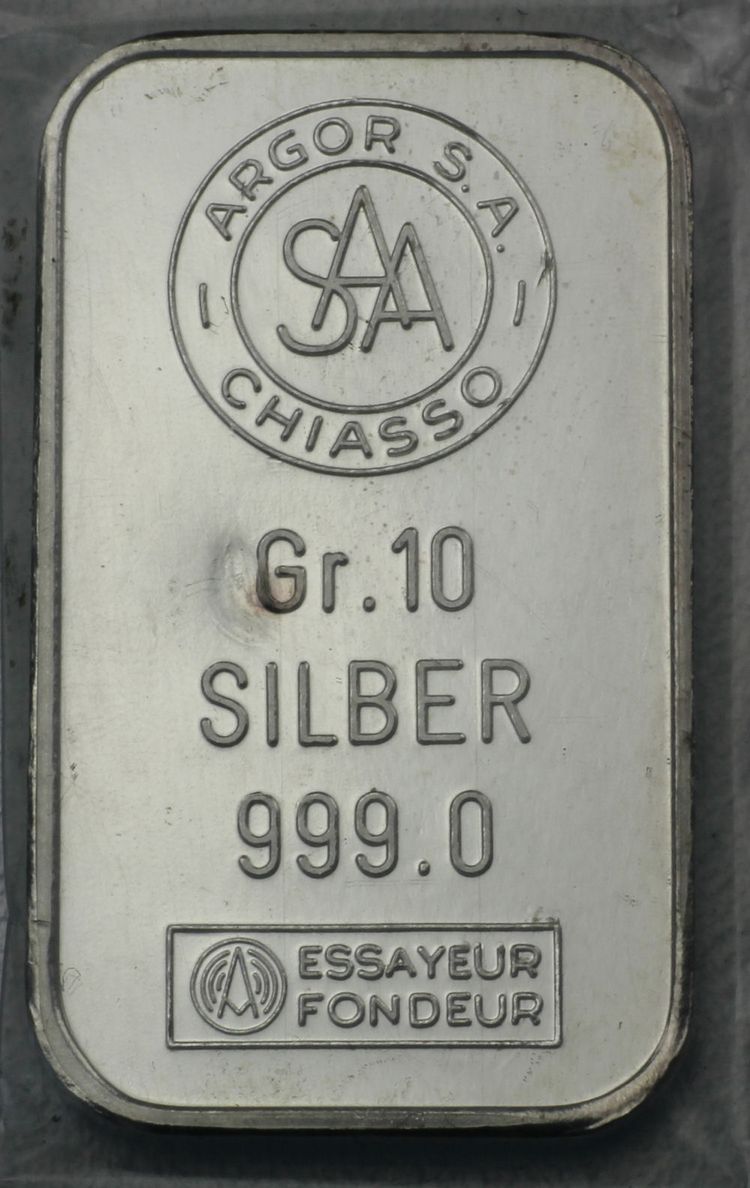 ARGOR S.A.
SAA
CHIASSO
Gr.10
SILBER
999.0
ESSAYEUR
FONDEUR